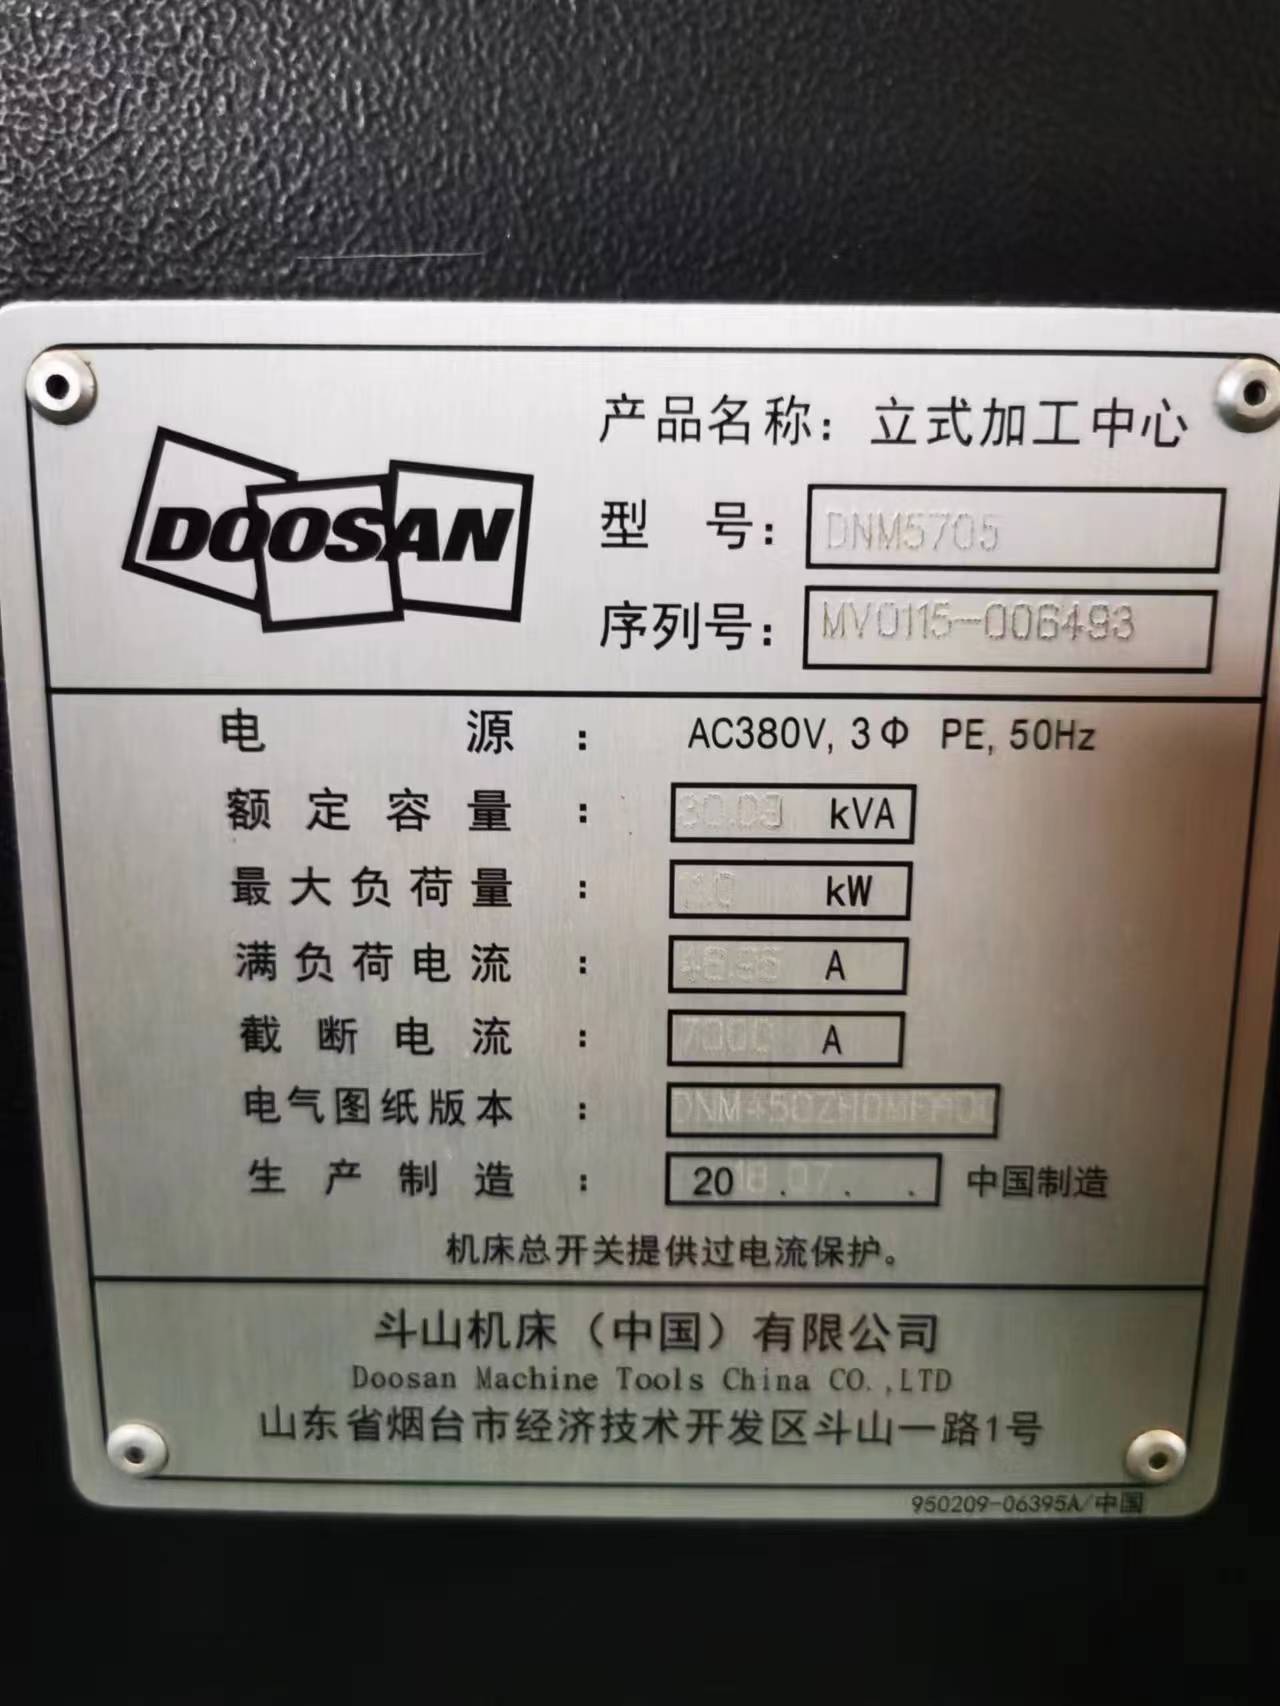 DOOSAN
产品名称：立式加工中心
型 号： DNM5705
序列号： MV0115-006493
电 源 ： AC380V, 3Φ PE, 50Hz
额定容量 ： 30.09 kVA
最大负荷量 ： kW
满负荷电流 ： A
截断电流 ： A
电气图纸版本 ：
生产制造 ： 2018.07. . 中国制造
机床总开关提供过电流保护。
斗山机床（中国）有限公司
Doosan Machine Tools China CO.,LTD
山东省烟台市经济技术开发区斗山一路1号
950209-06395A/中国